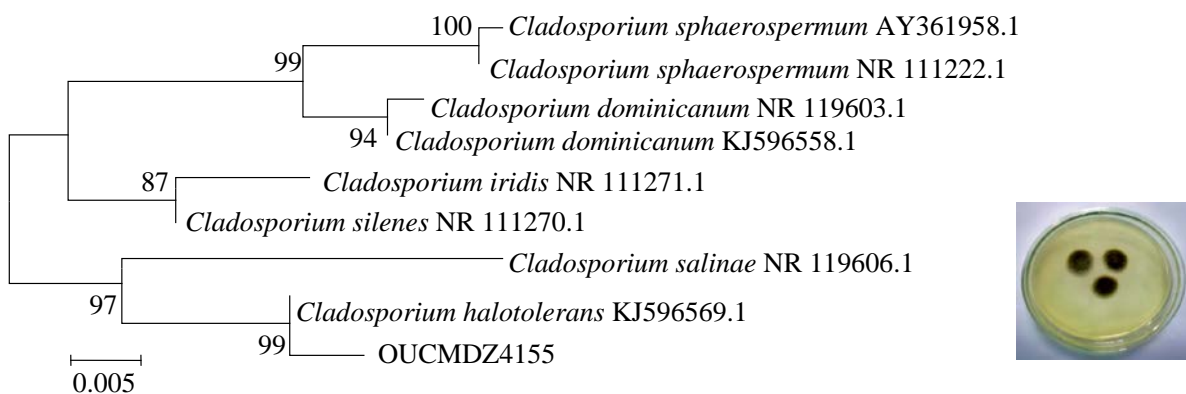 100
Cladosporium sphaerospermum AY361958.1
99
Cladosporium sphaerospermum NR 111222.1
Cladosporium dominicanum NR 119603.1
94
Cladosporium dominicanum KJ596558.1
87
Cladosporium iridis NR 111271.1
Cladosporium silenes NR 111270.1
Cladosporium salinae NR 119606.1
97
Cladosporium halotolerans KJ596569.1
99
OUCMDZ4155
0.005